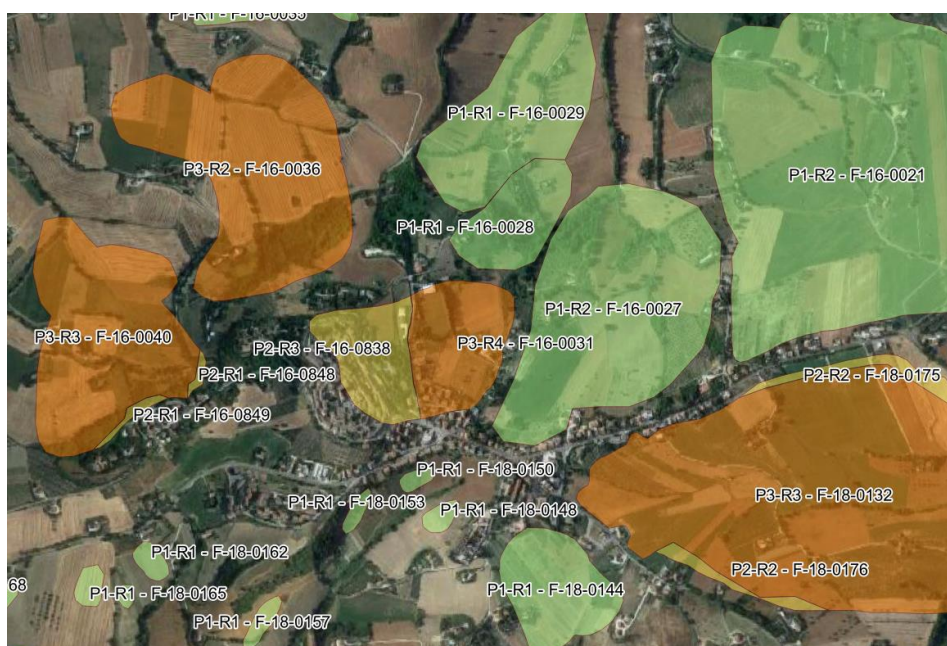 P1-R1 - F-16-0035
P1-R1 - F-16-0029
P3-R2 - F-16-0036
P1-R2 - F-16-0021
P1-R1 - F-16-0028
P1-R2 - F-16-0027
P3-R3 - F-16-0040
P2-R3 - F-16-0838
P3-R4 - F-16-0031
P2-R1 - F-16-0848
P2-R2 - F-18-0175
P2-R1 - F-16-0849
P1-R1 - F-18-0150
P3-R3 - F-18-0132
P1-R1 - F-18-0153
P1-R1 - F-18-0148
P1-R1 - F-18-0162
P2-R2 - F-18-0176
68
P1-R1 - F-18-0165
P1-R1 - F-18-0144
P1-R1 - F-18-0157